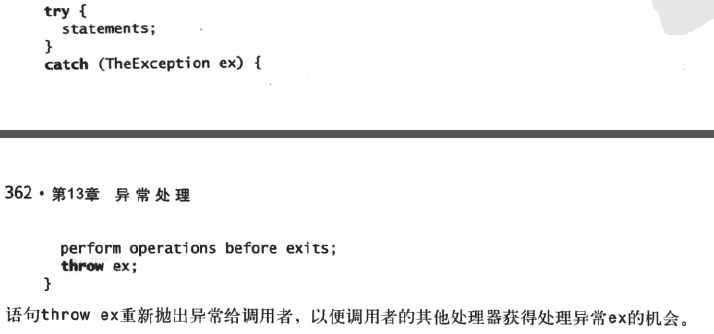 try {
  statements;
}
catch (TheException ex) {
362 · 第13章 异常处理
  perform operations before exits;
  throw ex;
}
语句throw ex重新抛出异常给调用者，以便调用者的其他处理器获得处理异常ex的机会。